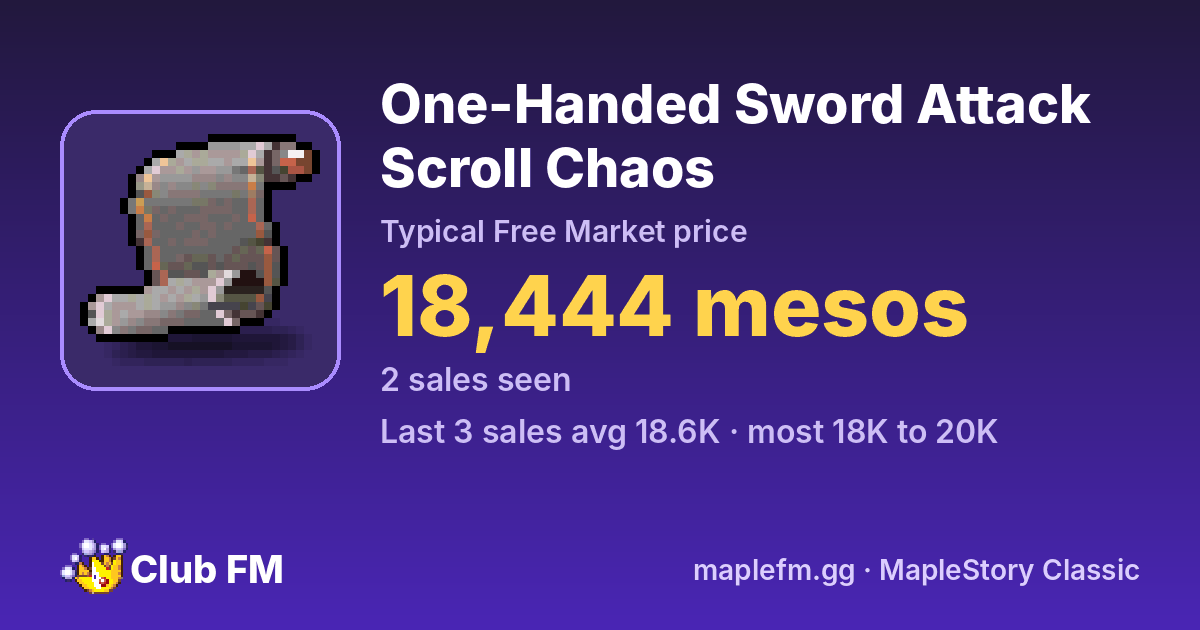 One-Handed Sword Attack
Scroll Chaos
Typical Free Market price
18,444 mesos
2 sales seen
Last 3 sales avg 18.6K · most 18K to 20K
Club FM
maplefm.gg · MapleStory Classic